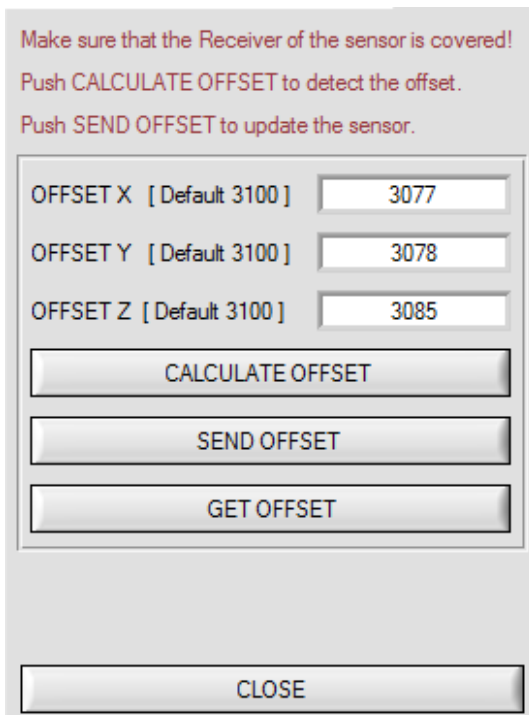 Make sure that the Receiver of the sensor is covered!
Push CALCULATE OFFSET to detect the offset.
Push SEND OFFSET to update the sensor.
OFFSET X [ Default 3100 ] 3077
OFFSET Y [ Default 3100 ] 3078
OFFSET Z [ Default 3100 ] 3085
CALCULATE OFFSET
SEND OFFSET
GET OFFSET
CLOSE